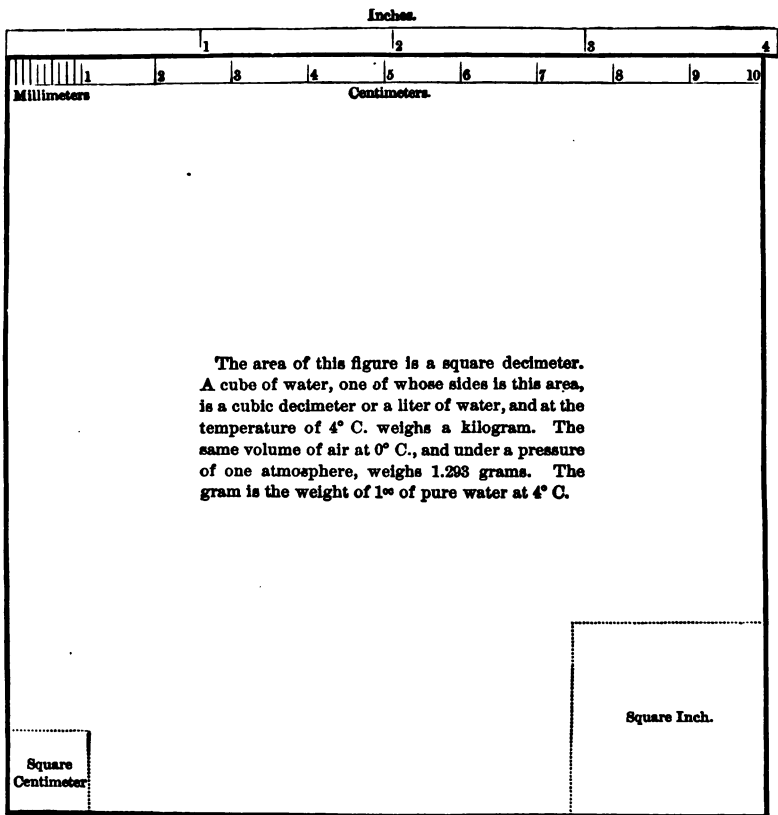 Inches.
1 2 3 4
1 2 3 4 5 6 7 8 9 10
Millimeters Centimeters.
The area of this figure is a square decimeter.
A cube of water, one of whose sides is this area,
is a cubic decimeter or a liter of water, and at the
temperature of 4° C. weighs a kilogram. The
same volume of air at 0° C., and under a pressure
of one atmosphere, weighs 1.293 grams. The
gram is the weight of 1cc of pure water at 4° C.
Square Inch.
Square
Centimeter